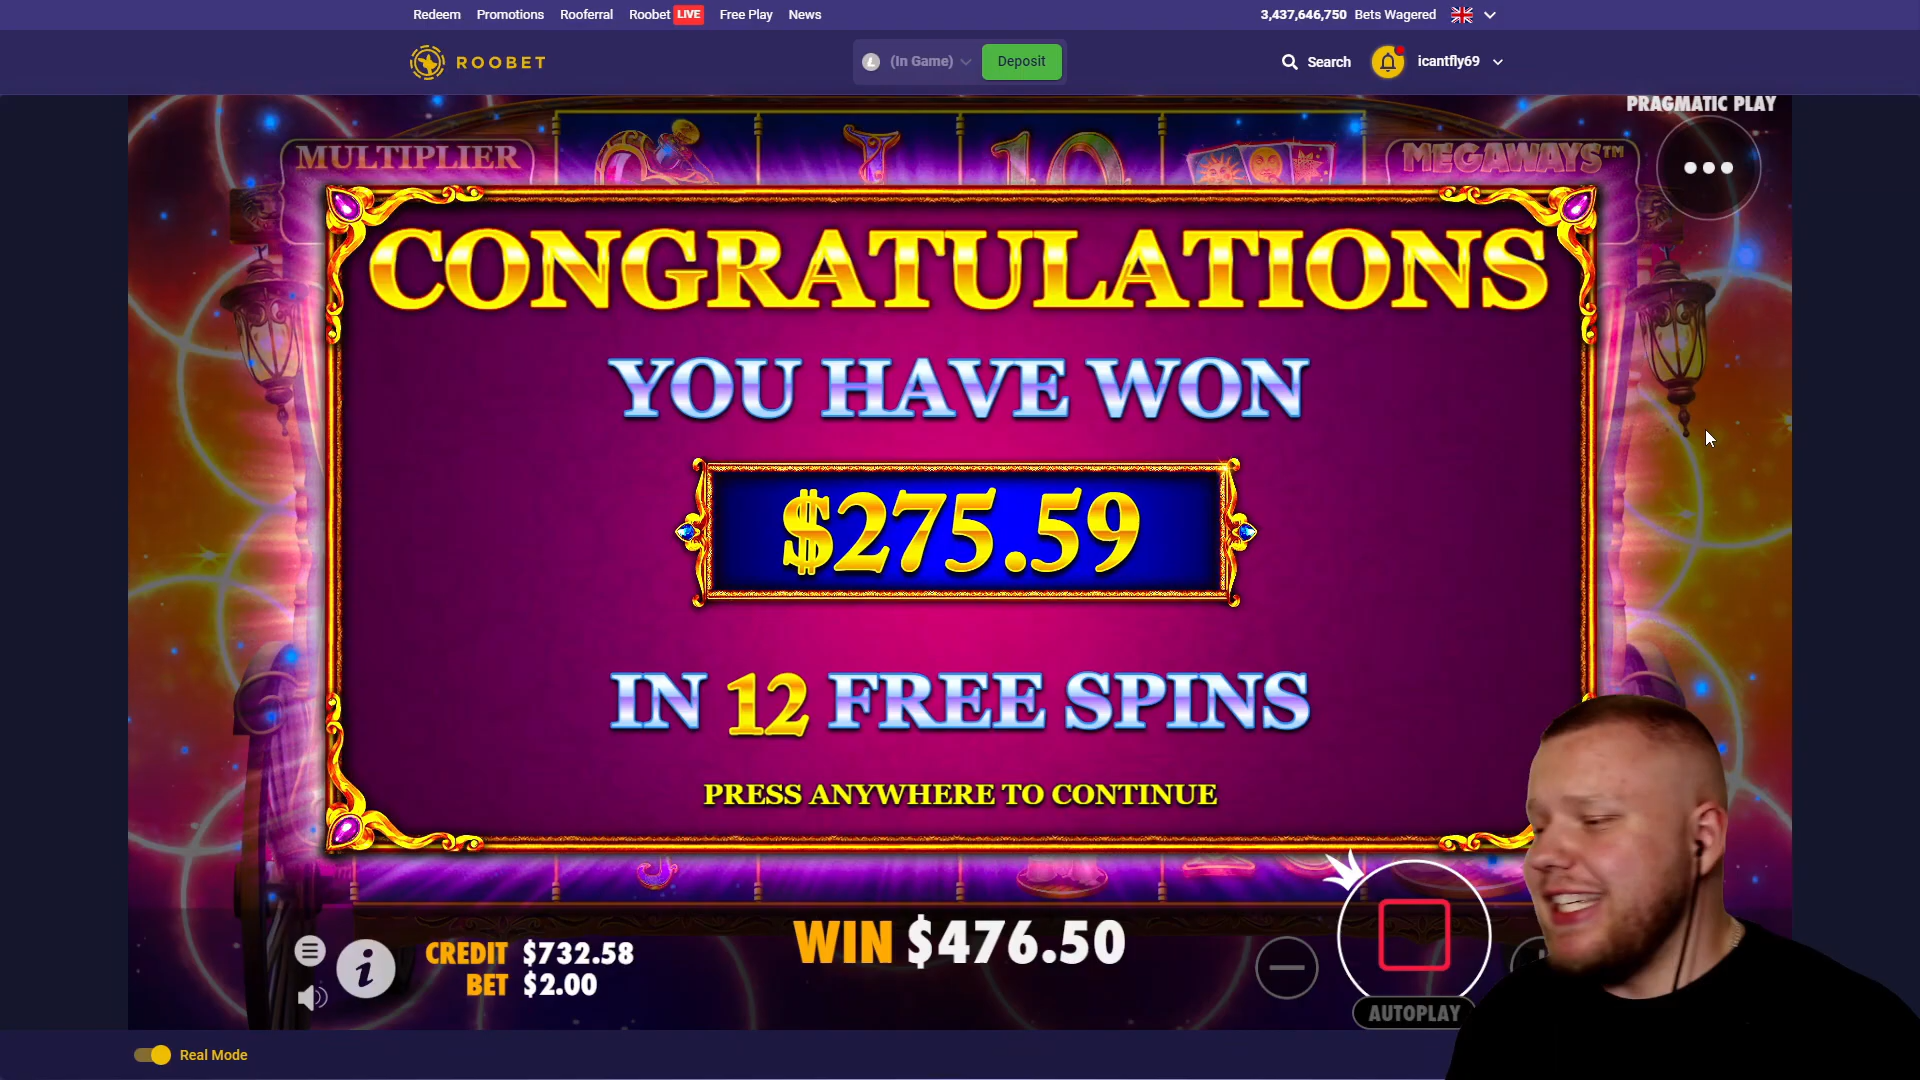 Redeem Promotions Rooferral Roobet LIVE Free Play News 3,437,646,750 Bets Wagered
ROOBET (In Game) Deposit Search icantfly69
PRAGMATIC PLAY
MULTIPLIER 10 MEGAWAYS™
CONGRATULATIONS
YOU HAVE WON
$275.59
IN 12 FREE SPINS
PRESS ANYWHERE TO CONTINUE
WIN $476.50
CREDIT $732.58
BET $2.00
AUTOPLAY
Real Mode